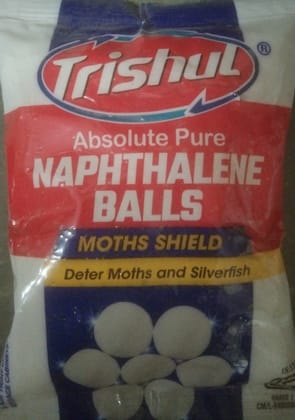 Trishul®
Absolute Pure
NAPHTHALENE
BALLS
MOTHS SHIELD
Deter Moths and Silverfish